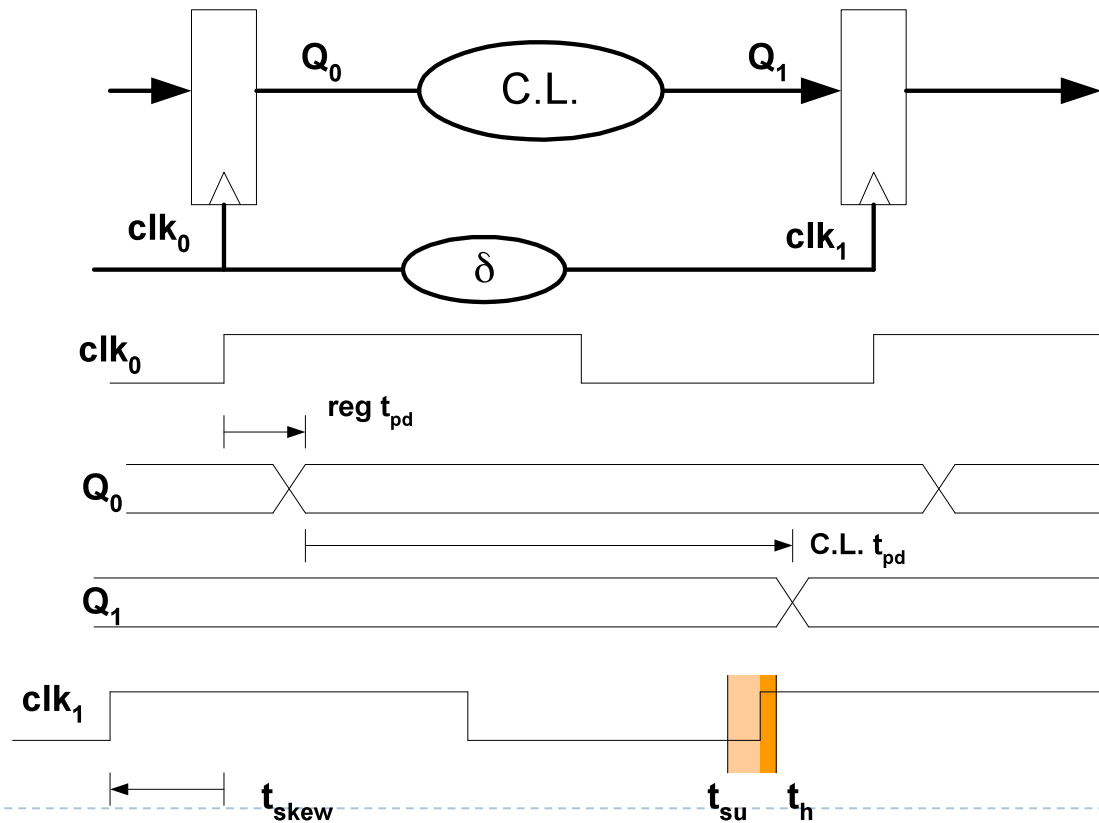 Q₀ C.L. Q₁
clk₀ δ clk₁
clk₀
reg tₚd
Q₀
C.L. tₚd
Q₁
clk₁
tskew tsu th